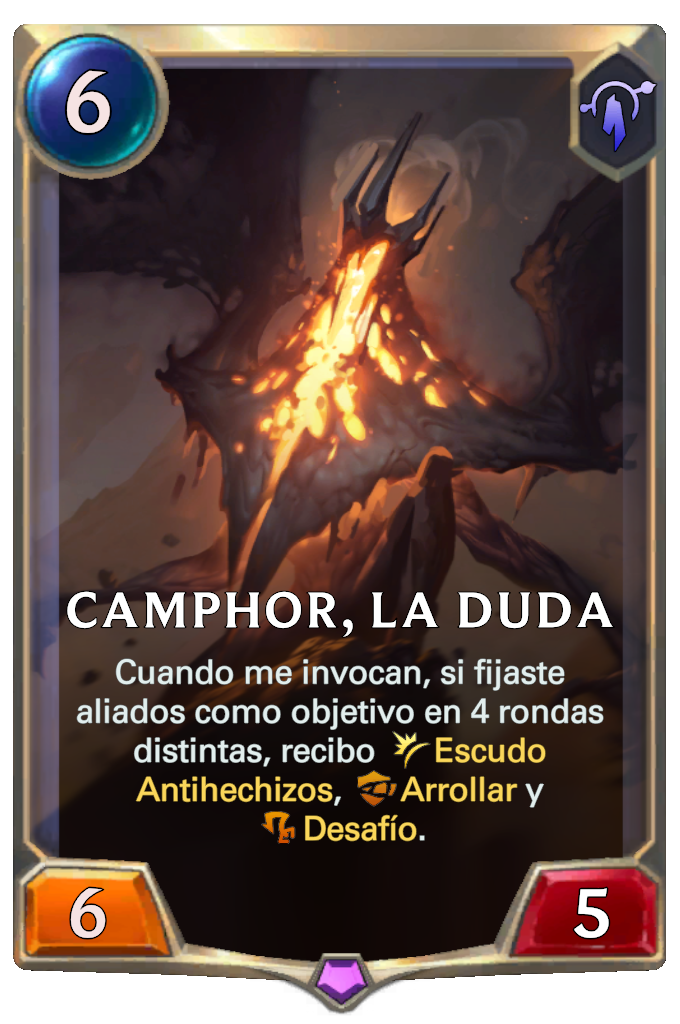 6
CAMPHOR, LA DUDA
Cuando me invocan, si fijaste
aliados como objetivo en 4 rondas
distintas, recibo Escudo
Antihechizos, Arrollar y
Desafío.
6
5